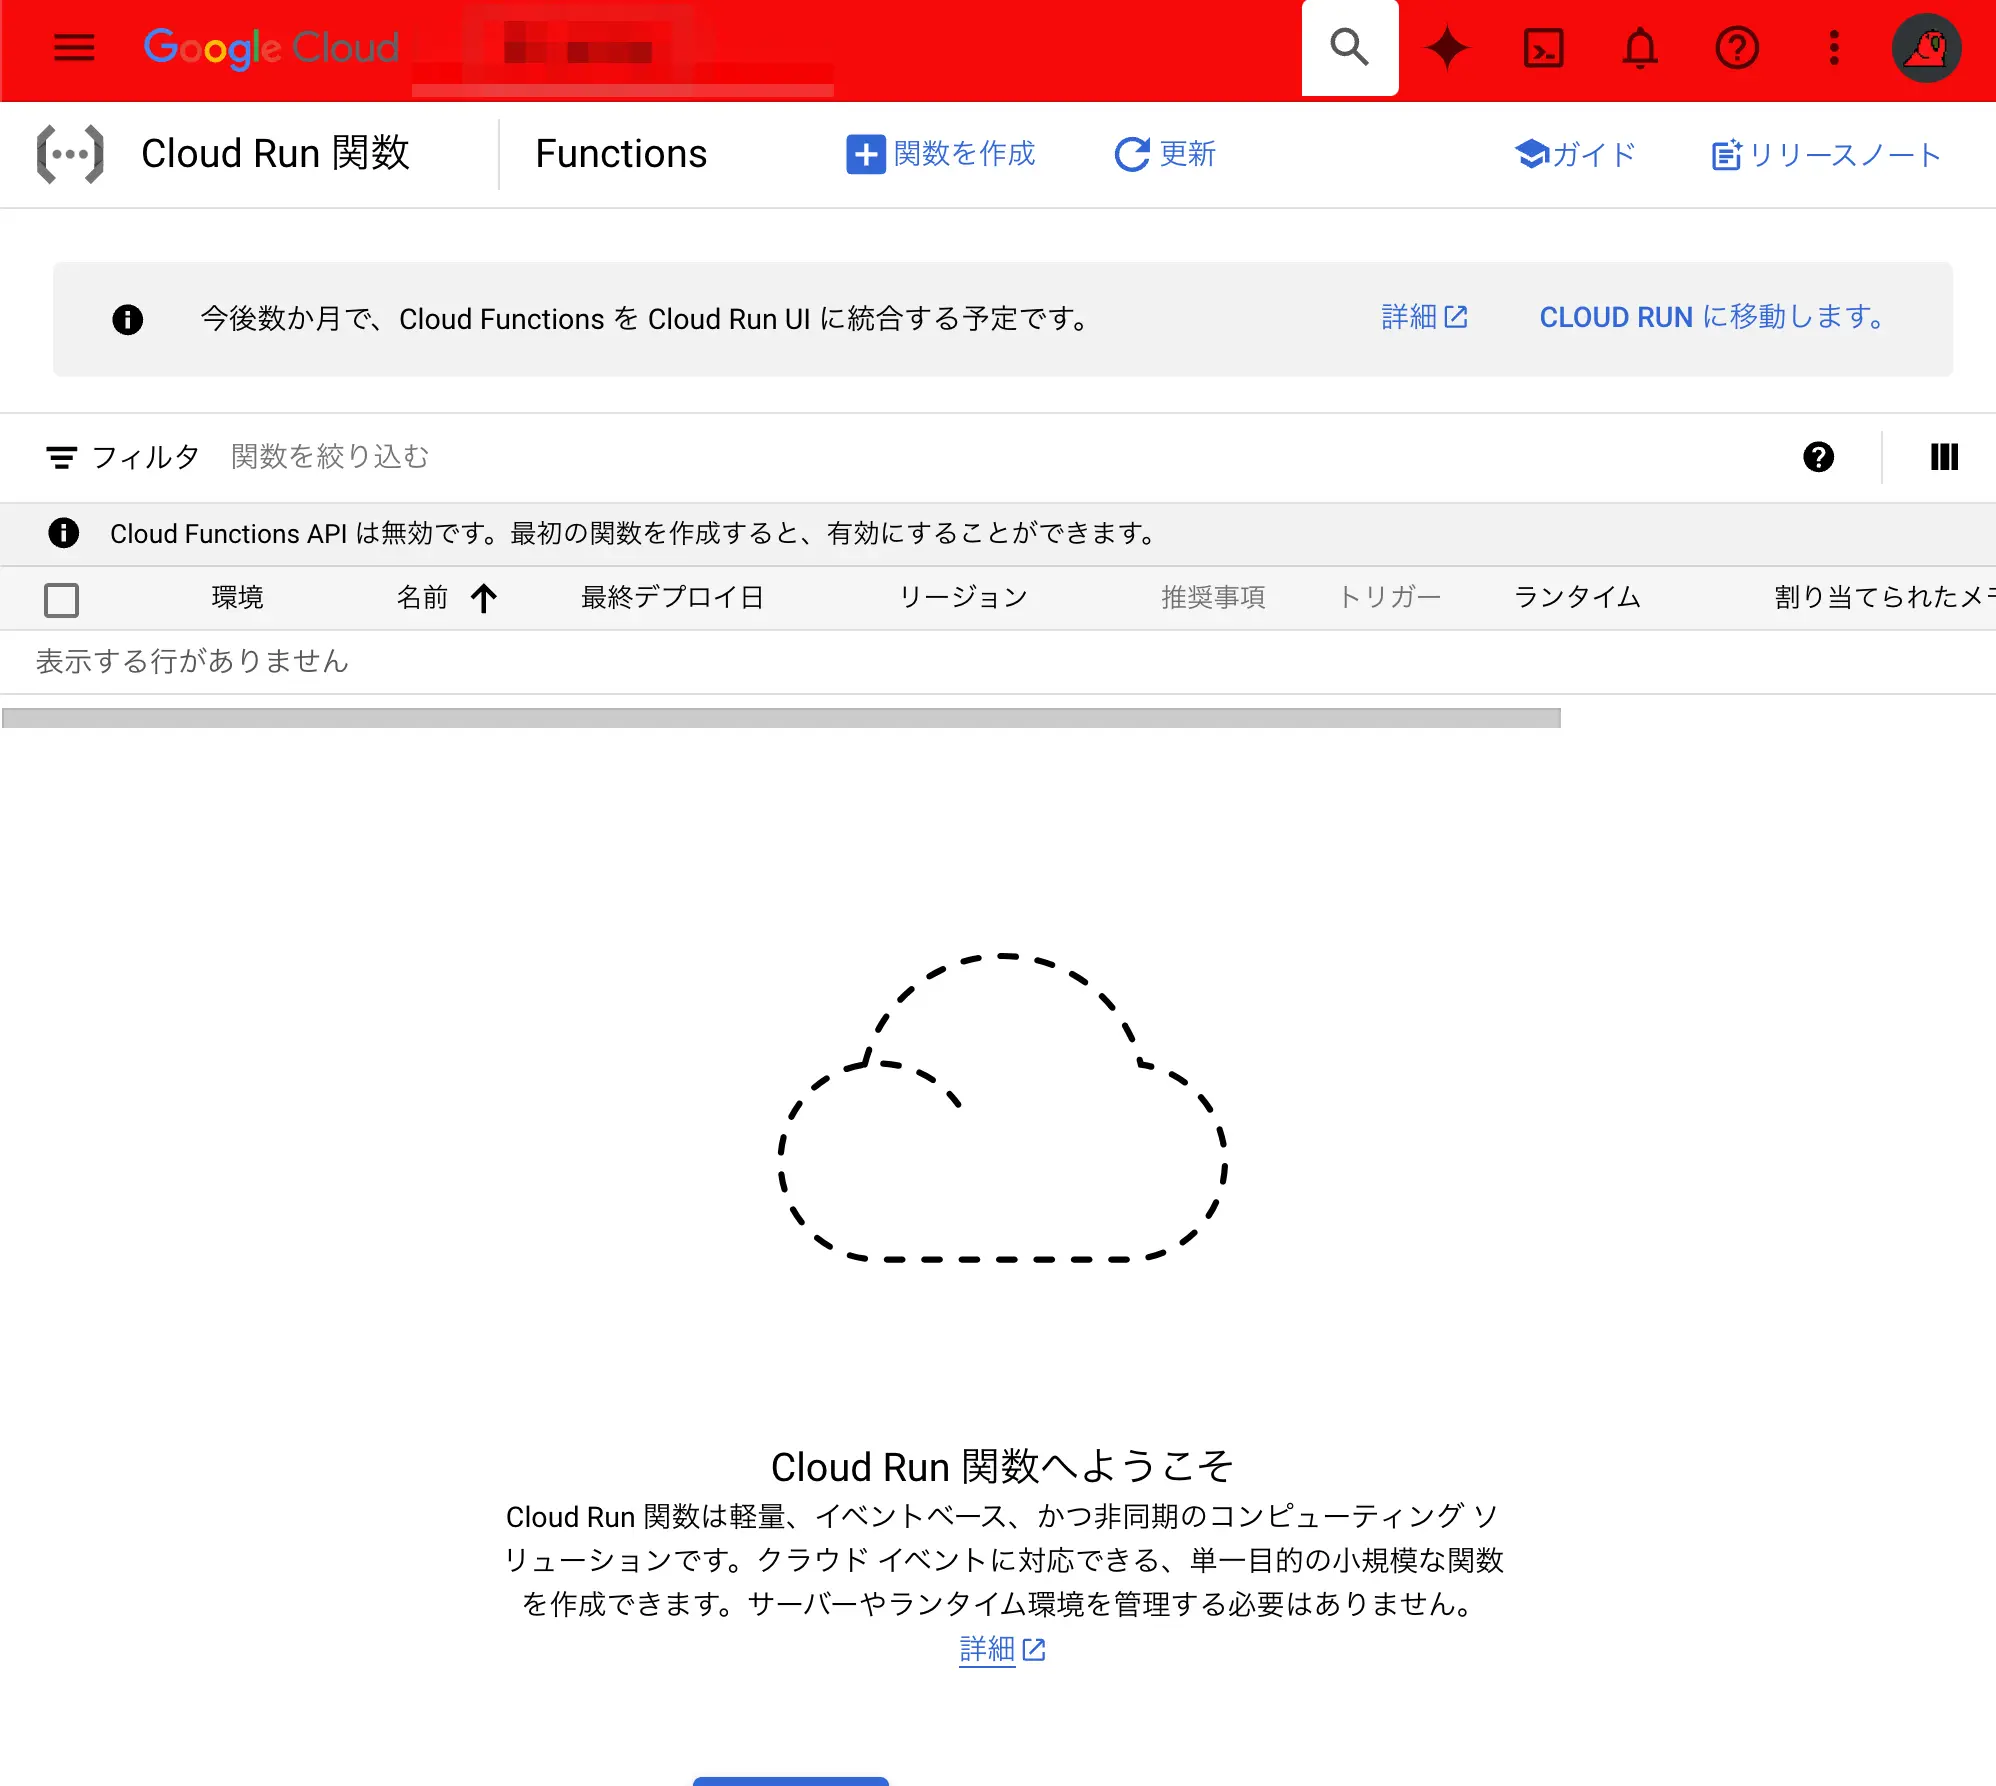 Google Cloud
Cloud Run 関数
Functions
関数を作成
更新
ガイド
リリースノート
今後数か月で、Cloud Functions を Cloud Run UI に統合する予定です。
詳細
CLOUD RUN に移動します。
フィルタ
関数を絞り込む
Cloud Functions API は無効です。最初の関数を作成すると、有効にすることができます。
環境
名前
最終デプロイ日
リージョン
推奨事項
トリガー
ランタイム
割り当てられたメモ
表示する行がありません
Cloud Run 関数へようこそ
Cloud Run 関数は軽量、イベントベース、かつ非同期のコンピューティング ソ
リューションです。クラウド イベントに対応できる、単一目的の小規模な関数
を作成できます。サーバーやランタイム環境を管理する必要はありません。
詳細